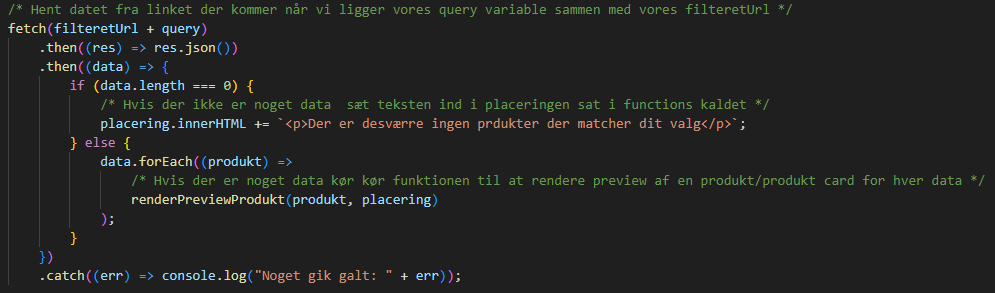 /* Hent datet fra linket der kommer når vi ligger vores query variable sammen med vores filteretUrl */
fetch(filteretUrl + query)
.then((res) => res.json())
.then((data) => {
if (data.length === 0) {
/* Hvis der ikke er noget data  sæt teksten ind i placeringen sat i functions kaldet */
placering.innerHTML += `<p>Der er desværre ingen prdukter der matcher dit valg</p>`;
} else {
data.forEach((produkt) =>
/* Hvis der er noget data kør kør funktionen til at rendere preview af en produkt/produkt card for hver data */
renderPreviewProdukt(produkt, placering)
);
}
})
.catch((err) => console.log("Noget gik galt: " + err));